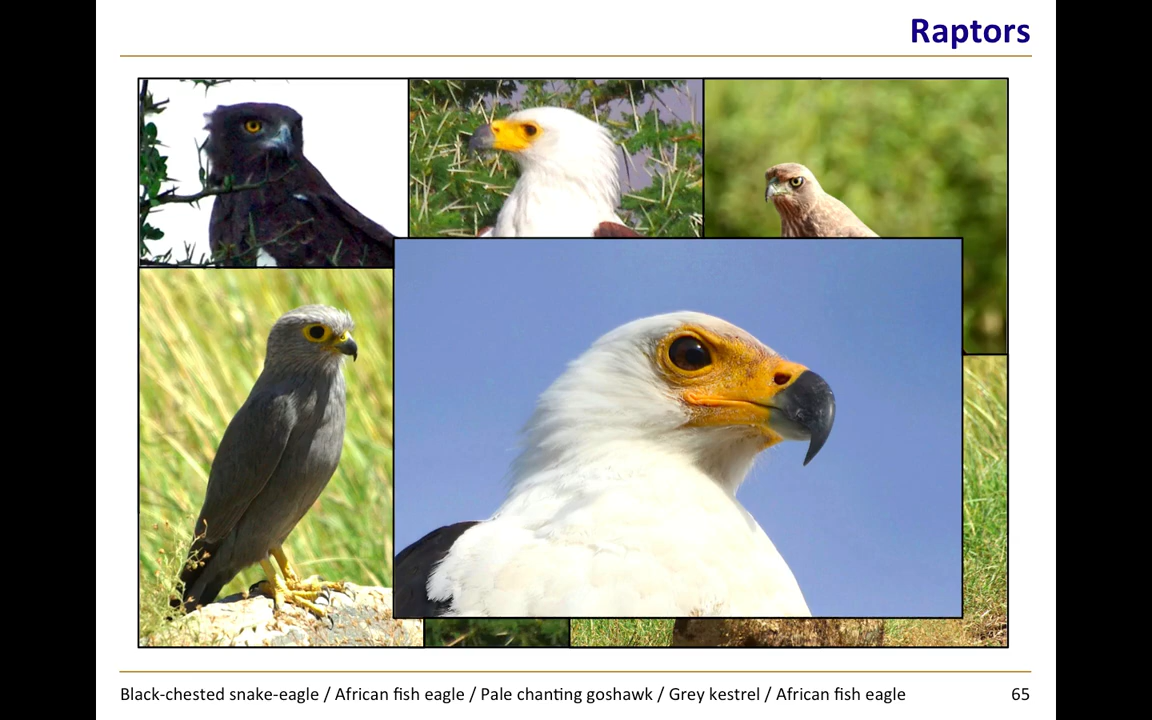 Raptors
Black-chested snake-eagle / African fish eagle / Pale chanting goshawk / Grey kestrel / African fish eagle
65